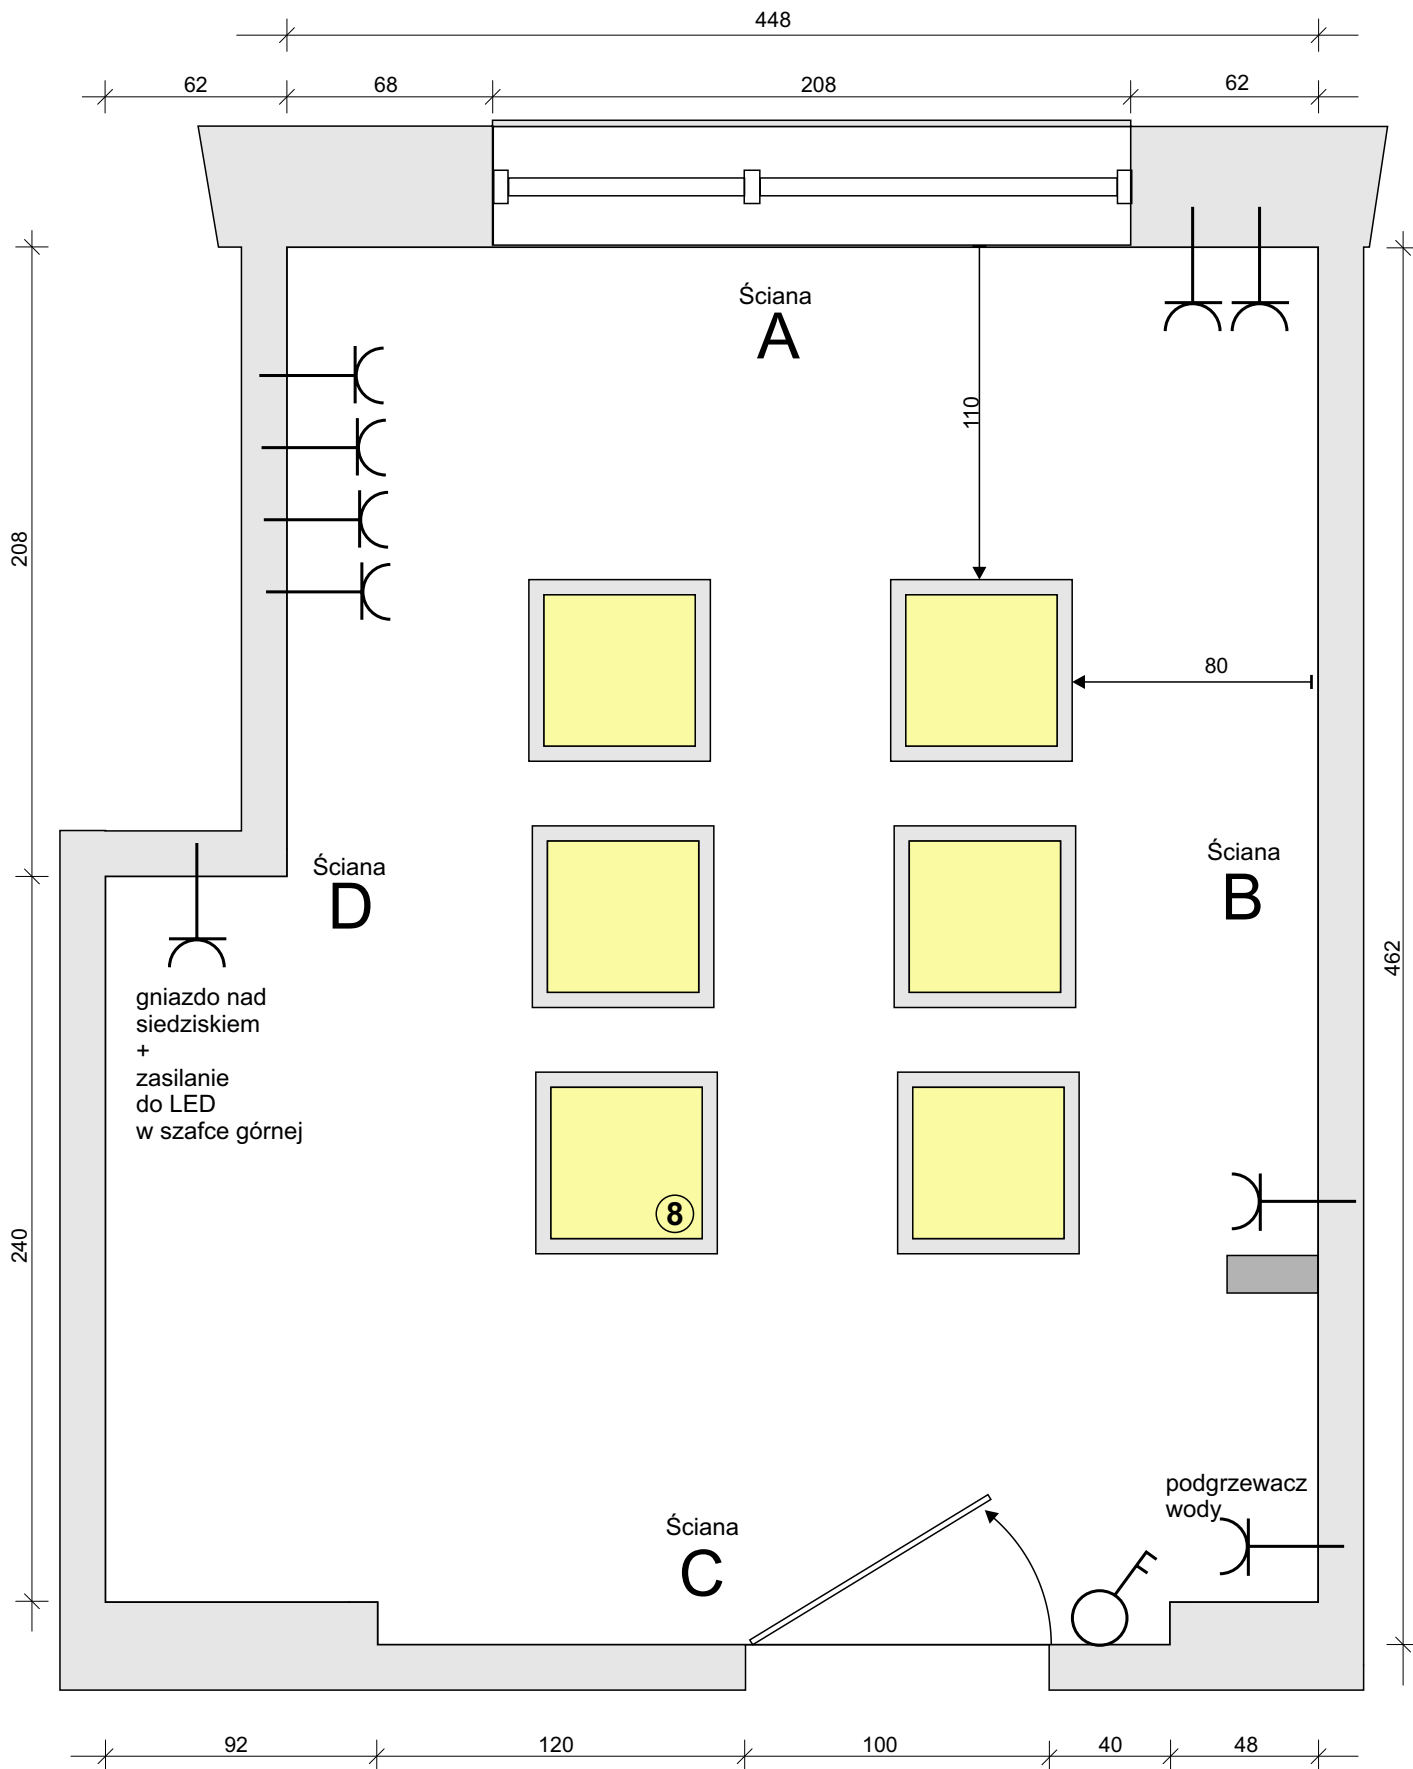 448
62
68
208
62
Ściana
A
110
208
80
Ściana
D
Ściana
B
462
gniazdo nad
siedziskiem
+
zasilanie
do LED
w szafce górnej
8
240
podgrzewacz
wody
Ściana
C
92
120
100
40
48